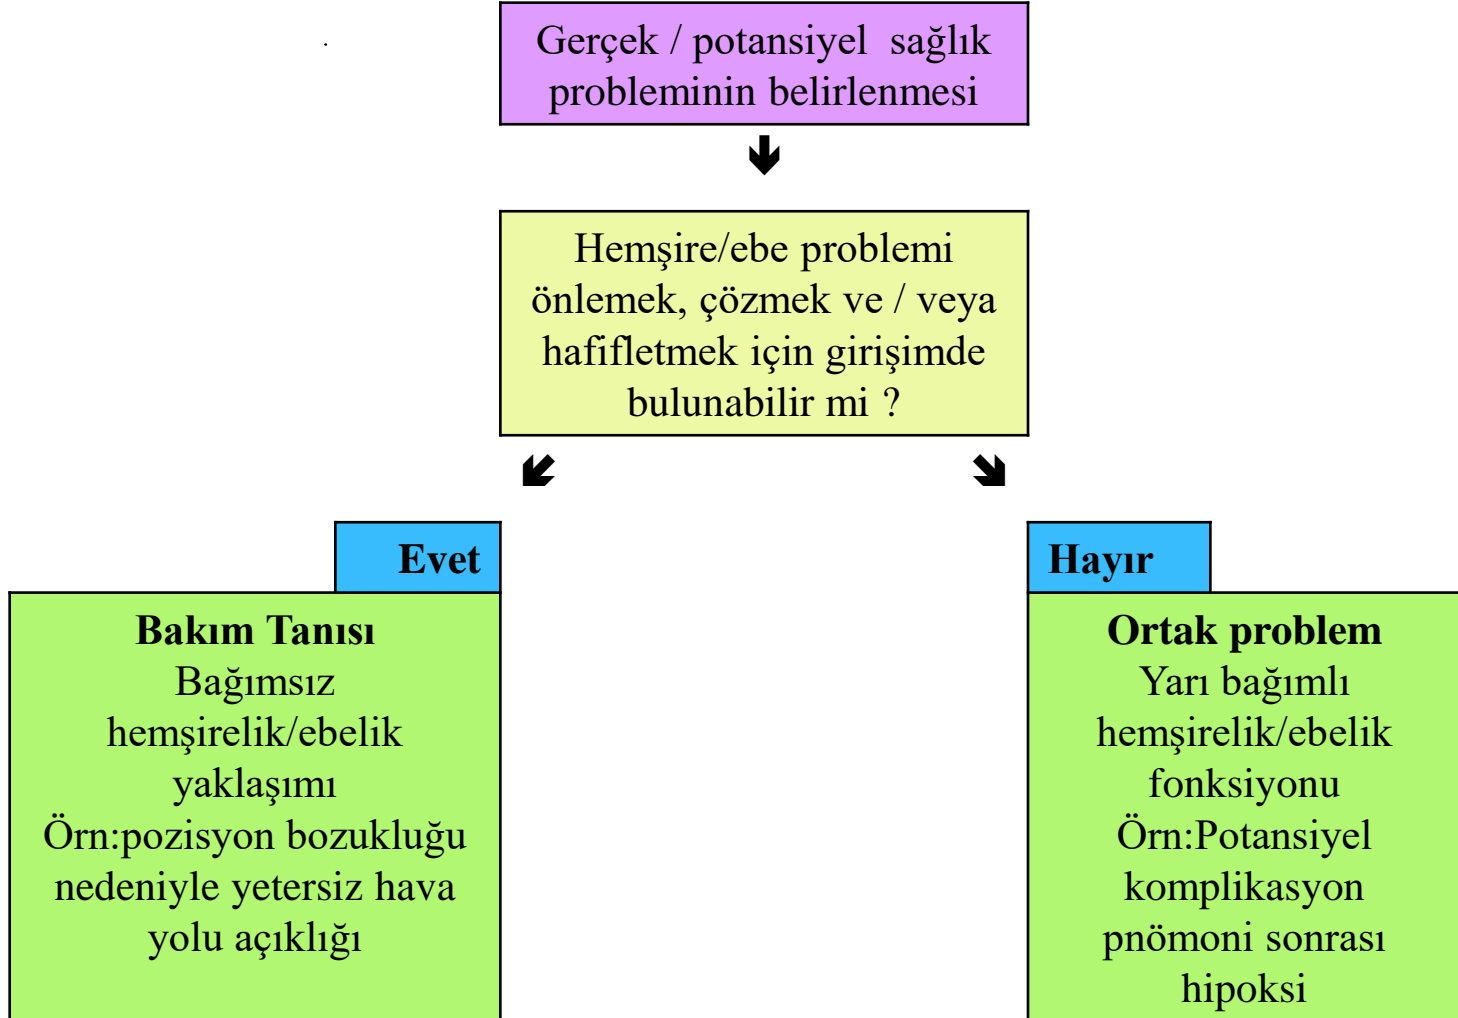 Gerçek / potansiyel sağlık
probleminin belirlenmesi
Hemşire/ebe problemi
önlemek, çözmek ve / veya
hafifletmek için girişimde
bulunabilir mi ?
Evet
Bakım Tanısı
Bağımsız
hemşirelik/ebelik
yaklaşımı
Örn:pozisyon bozukluğu
nedeniyle yetersiz hava
yolu açıklığı
Hayır
Ortak problem
Yarı bağımlı
hemşirelik/ebelik
fonksiyonu
Örn:Potansiyel
komplikasyon
pnömoni sonrası
hipoksi